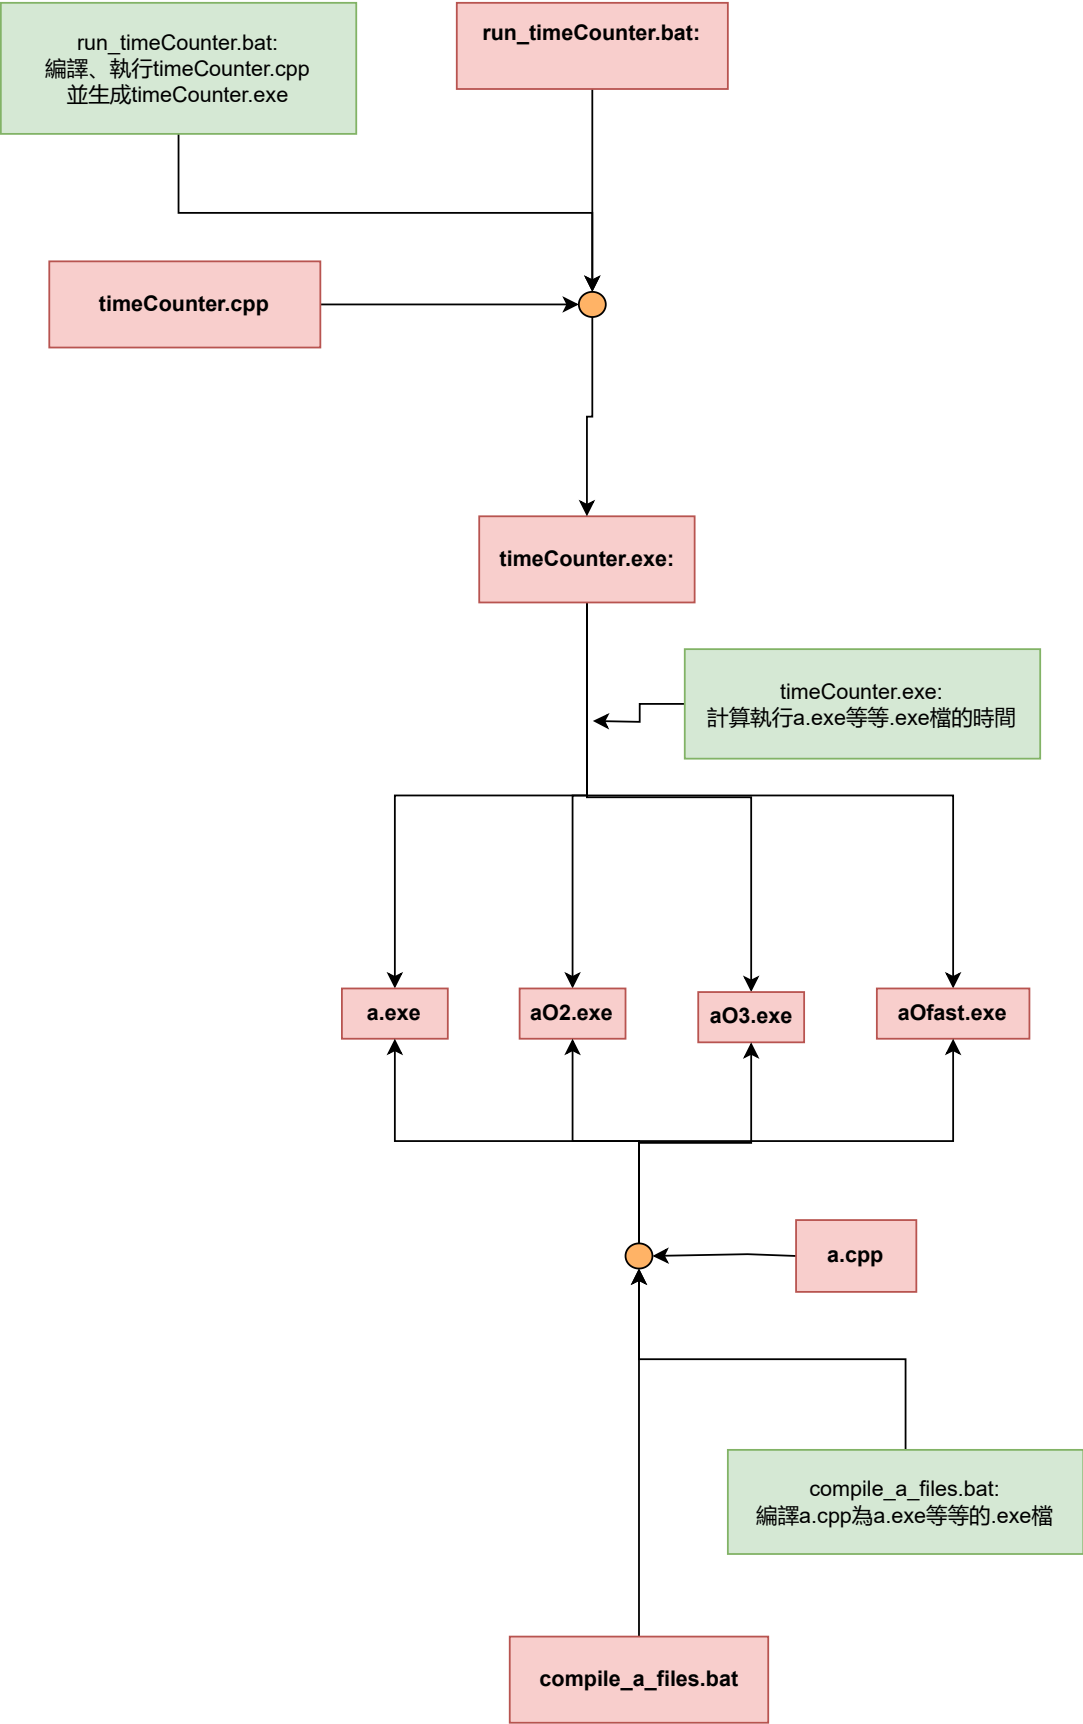 run_timeCounter.bat:
編譯、執行timeCounter.cpp
並生成timeCounter.exe
run_timeCounter.bat:
timeCounter.cpp
timeCounter.exe:
timeCounter.exe:
計算執行a.exe等等.exe檔的時間
a.exe
aO2.exe
aO3.exe
aOfast.exe
a.cpp
compile_a_files.bat:
編譯a.cpp為a.exe等等的.exe檔
compile_a_files.bat